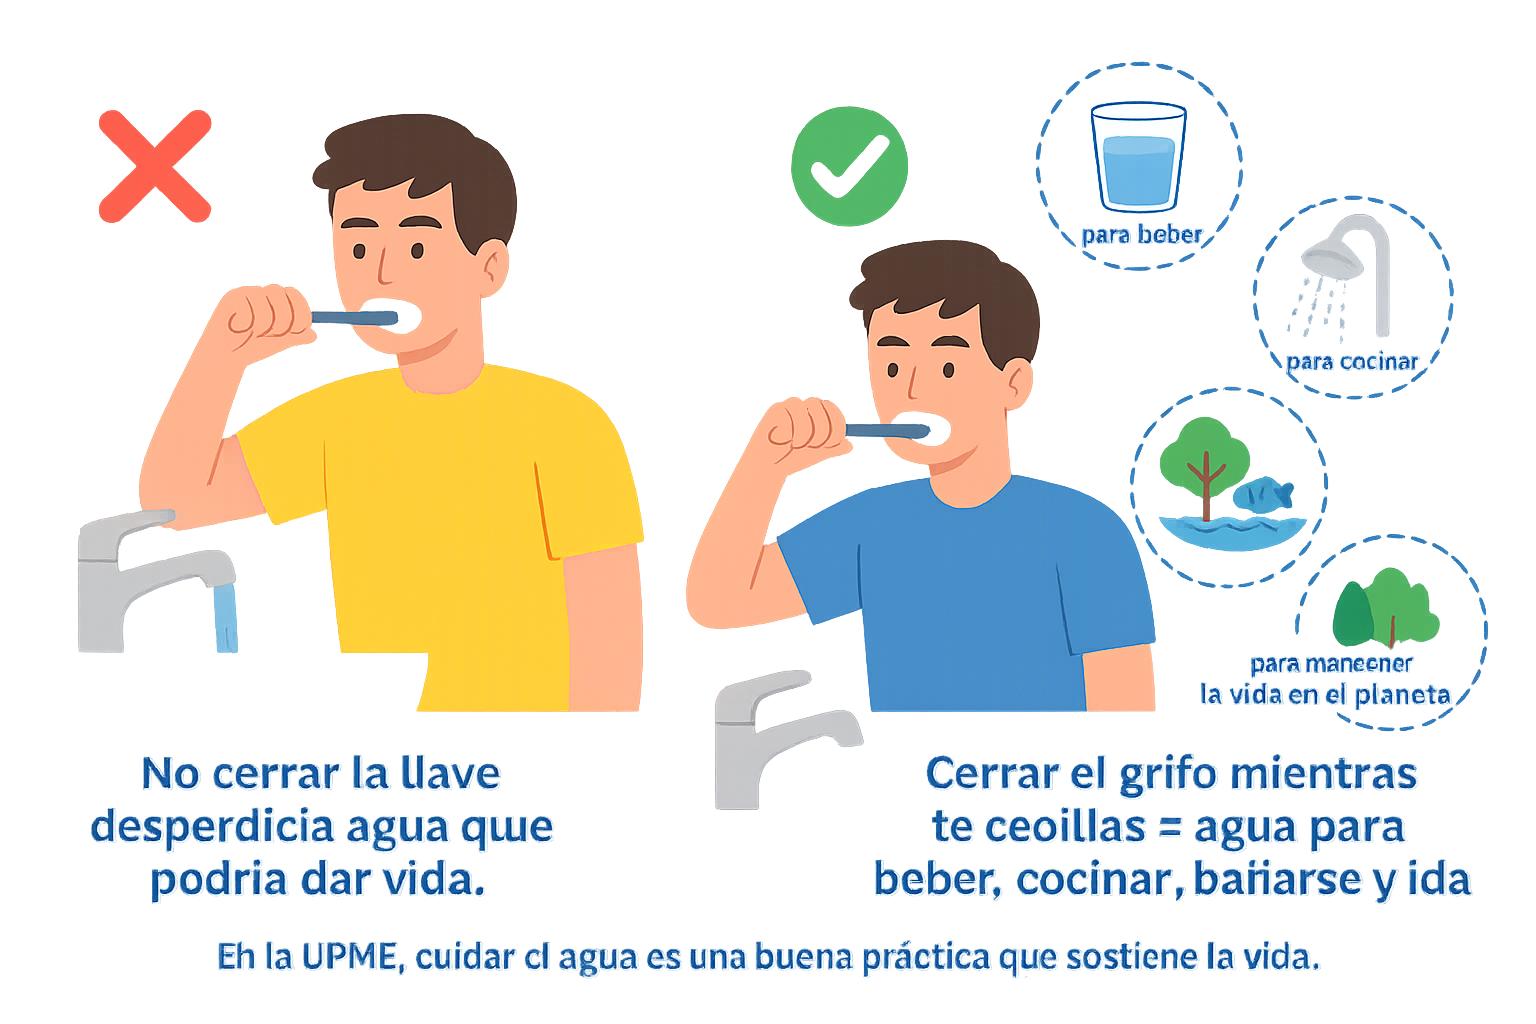 para beber
para cocinar
para maneener
la vida en el planeta
No cerrar la llave
desperdicia agua que
podria dar vida.
Cerrar el grifo mientras
te ceoillas = agua para
beber, cocinar, bañarse y ida
Eh la UPME, cuidar cl agua es una buena práctica que sostiene la vida.